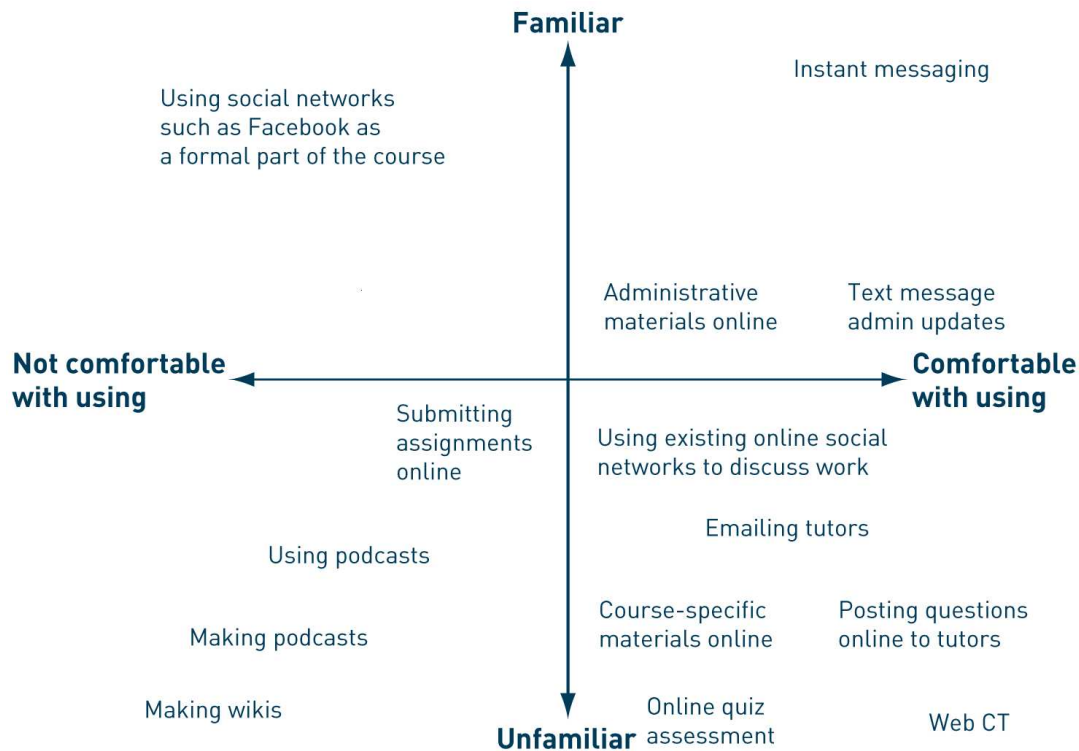 Familiar
Instant messaging
Using social networks
such as Facebook as
a formal part of the course
Administrative
materials online
Text message
admin updates
Not comfortable
with using
Comfortable
with using
Submitting
assignments
online
Using existing online social
networks to discuss work
Emailing tutors
Using podcasts
Course-specific
materials online
Posting questions
online to tutors
Making podcasts
Making wikis
Online quiz
assessment
Web CT
Unfamiliar